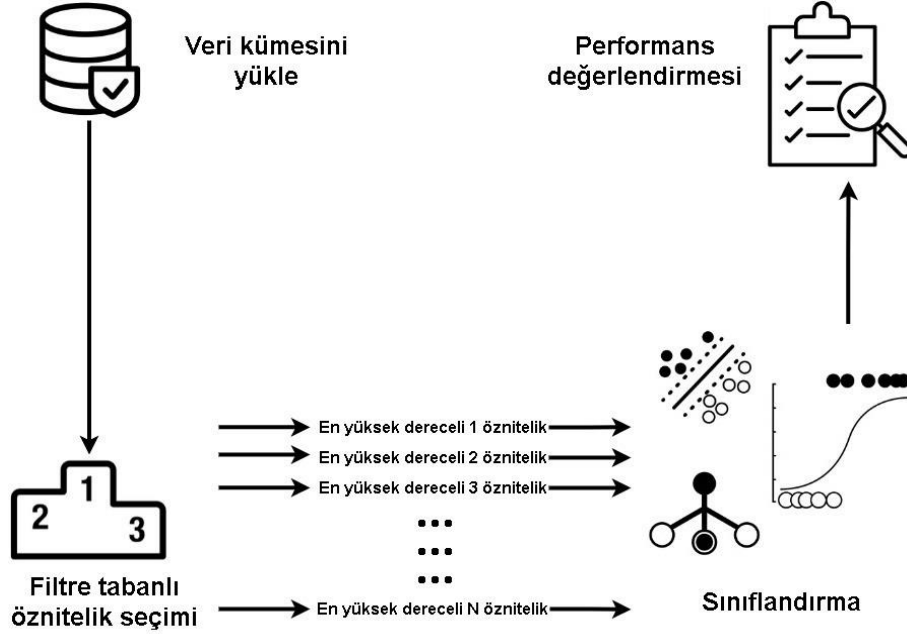 Veri kümesini
yükle
Performans
değerlendirmesi
En yüksek dereceli 1 öznitelik
En yüksek dereceli 2 öznitelik
En yüksek dereceli 3 öznitelik
...
...
...
En yüksek dereceli N öznitelik
1
2
3
Filtre tabanlı
öznitelik seçimi
Sınıflandırma